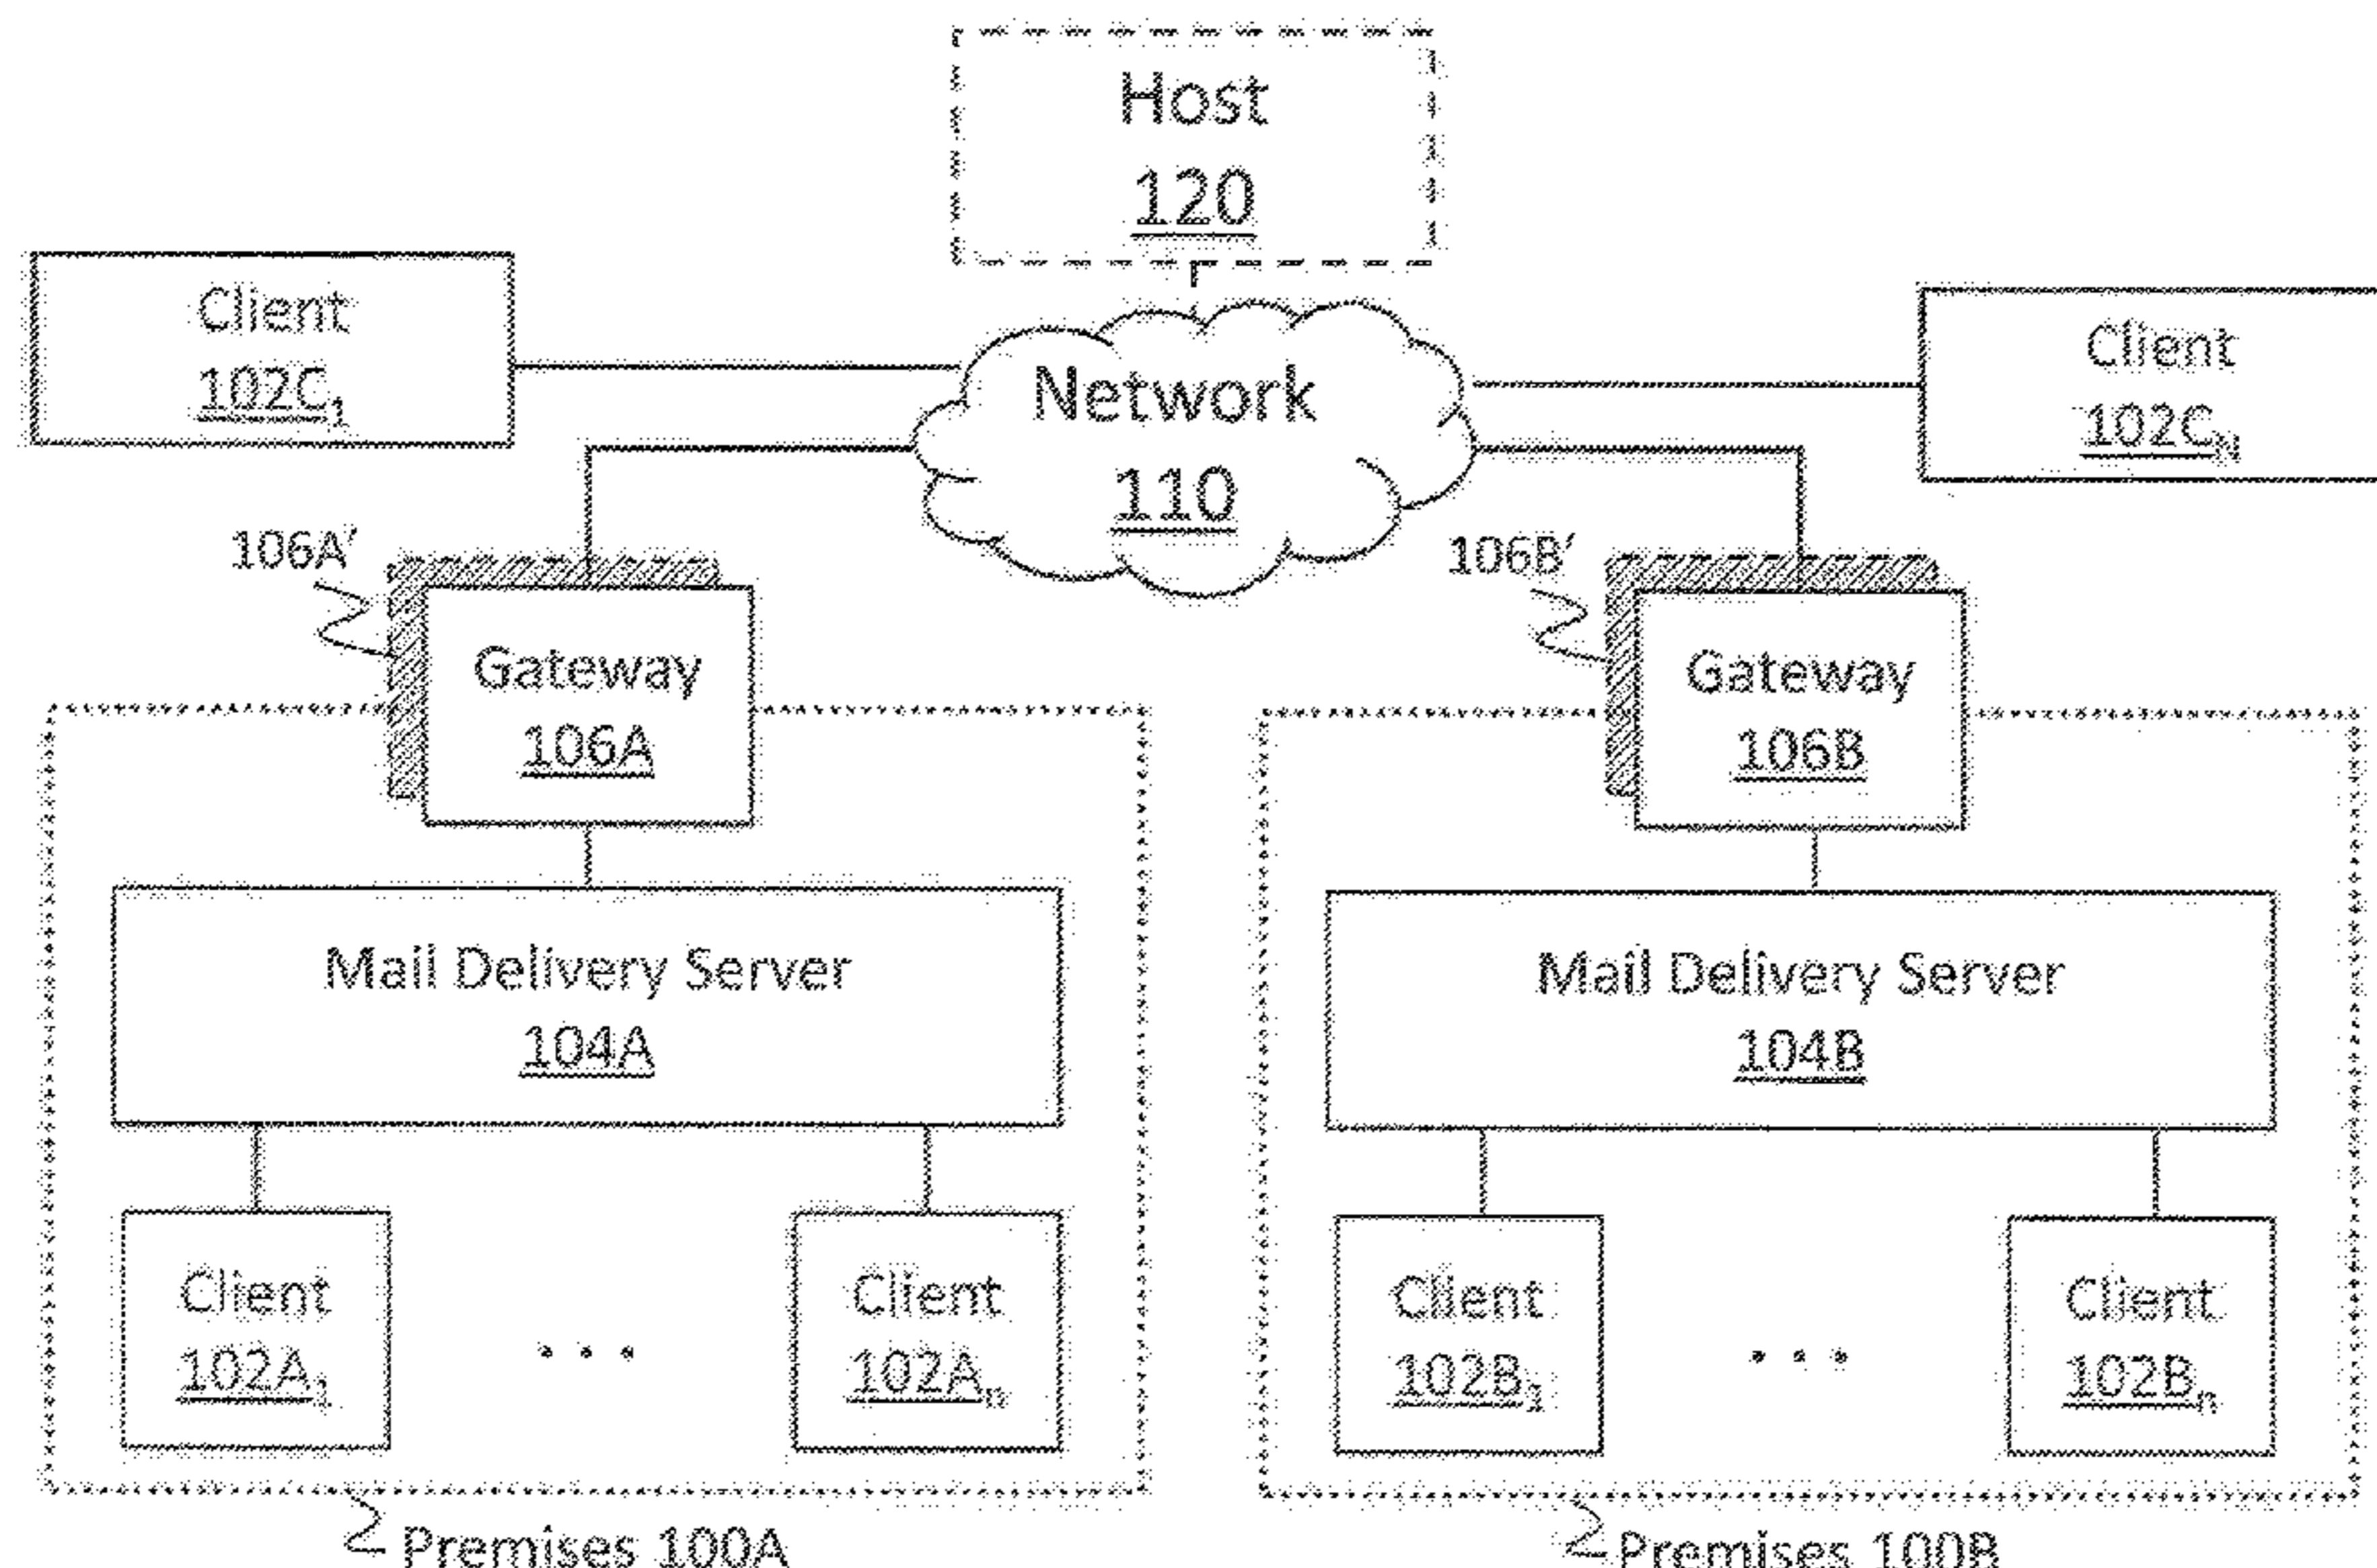 Host
120
Client
102C₁
Network
110
Client
102C_N
106A'
106B'
Gateway
106A
Gateway
106B
Mail Delivery Server
104A
Mail Delivery Server
104B
Client
102A₁
. . .
Client
102Aₙ
Client
102B₁
. . .
Client
102Bₙ
Premises 100A
Premises 100B